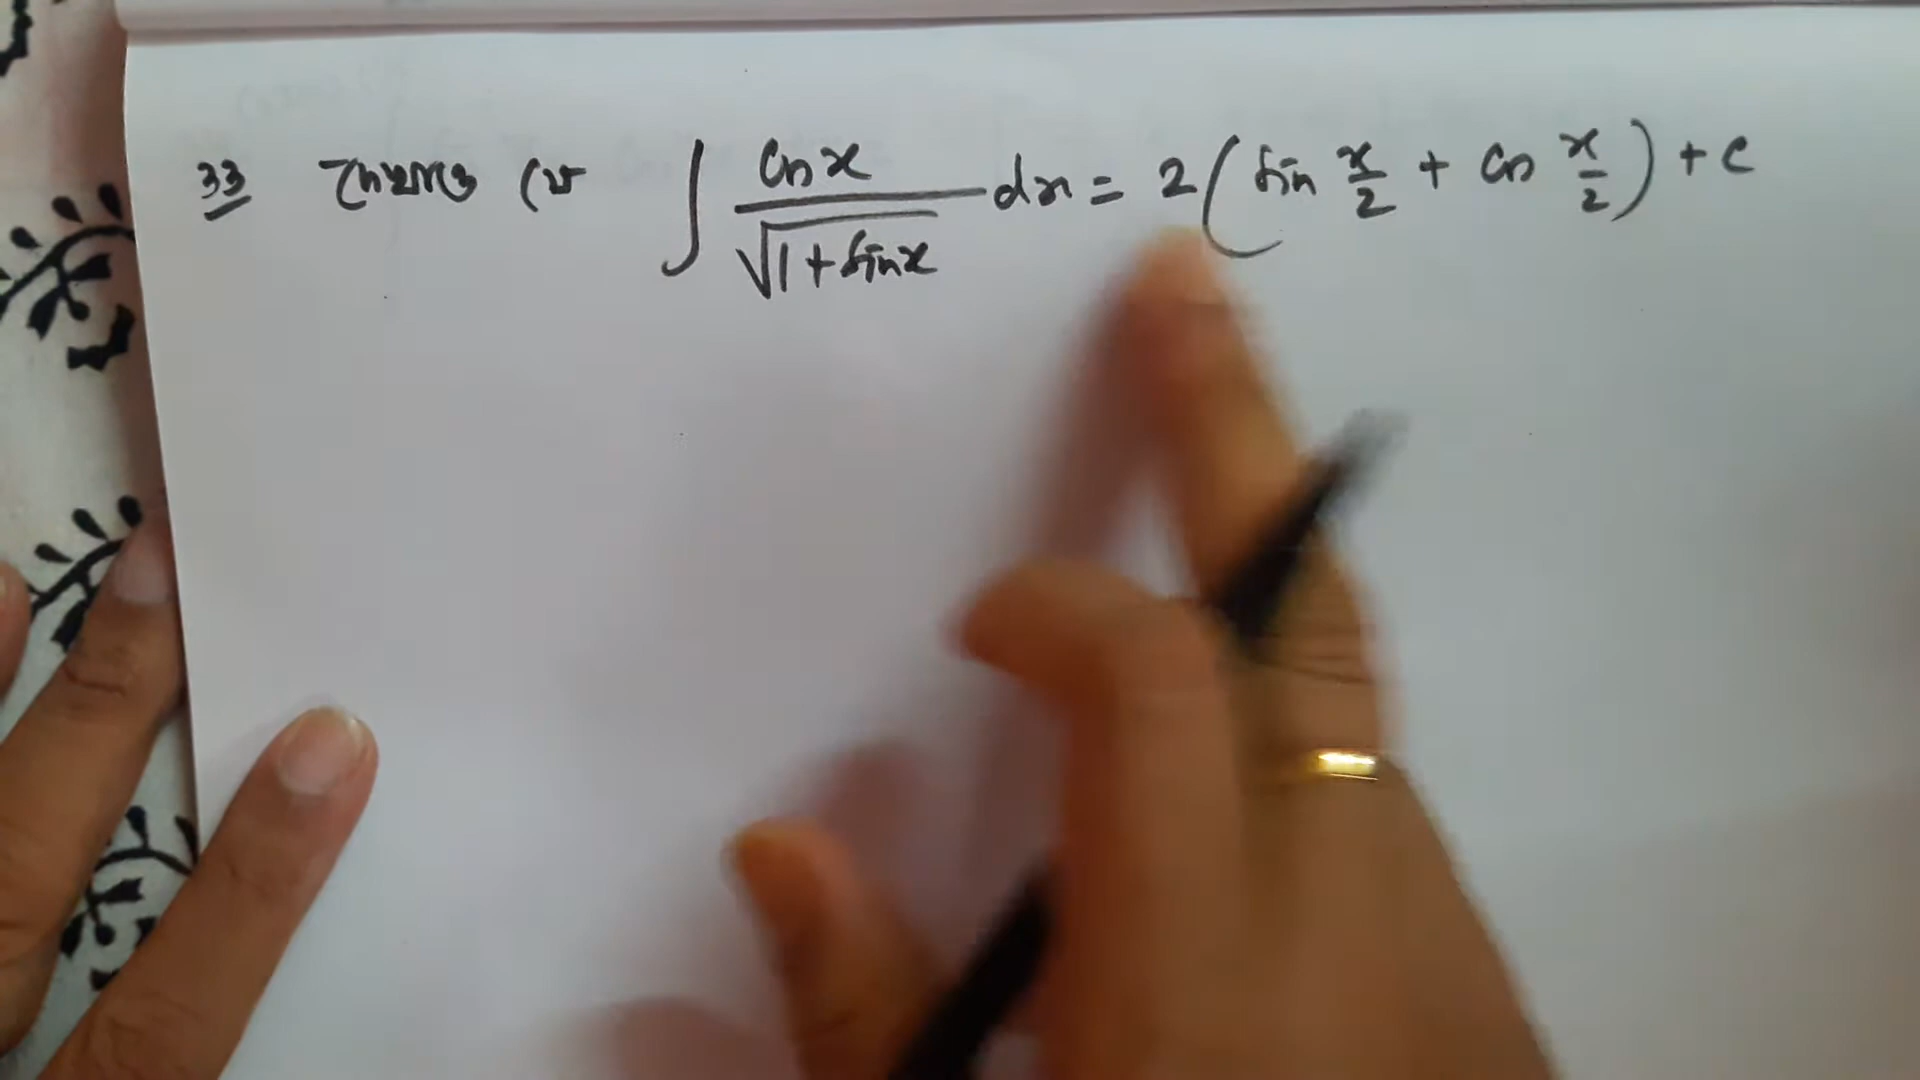 33 দেখাও যে ∫ cos x / √(1 + sin x) dx = 2 (sin x/2 + cos x/2) + c